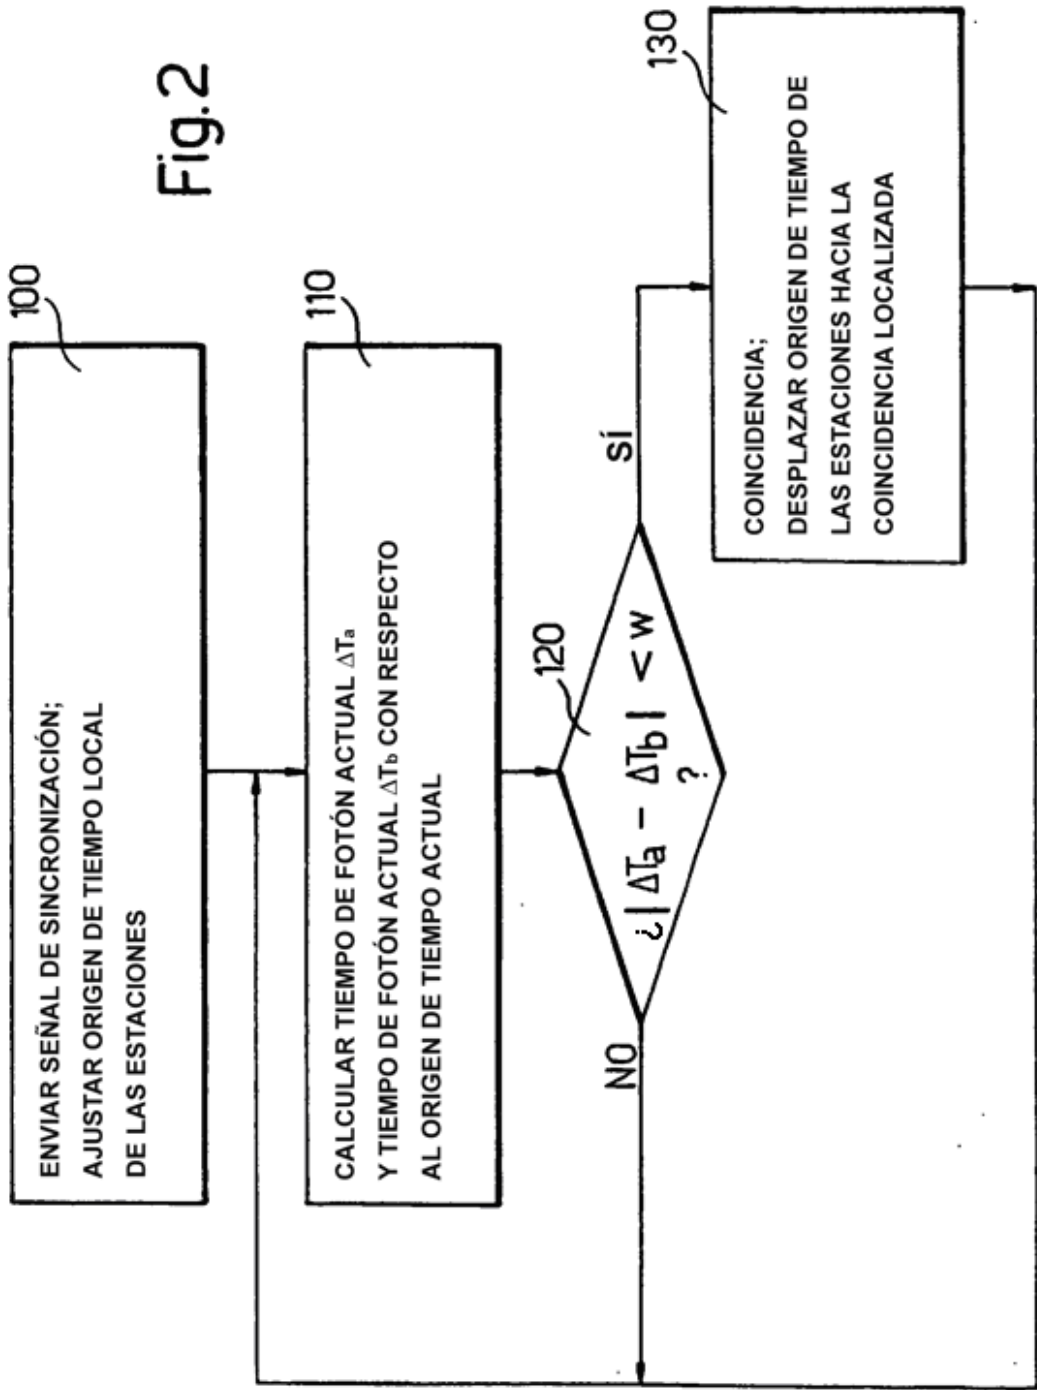 Fig.2
100
ENVIAR SEÑAL DE SINCRONIZACIÓN;
AJUSTAR ORIGEN DE TIEMPO LOCAL
DE LAS ESTACIONES
110
CALCULAR TIEMPO DE FOTÓN ACTUAL ΔTa
Y TIEMPO DE FOTÓN ACTUAL ΔTb CON RESPECTO
AL ORIGEN DE TIEMPO ACTUAL
120
¿|ΔTa - ΔTb| < w
?
NO
SÍ
130
COINCIDENCIA;
DESPLAZAR ORIGEN DE TIEMPO DE
LAS ESTACIONES HACIA LA
COINCIDENCIA LOCALIZADA